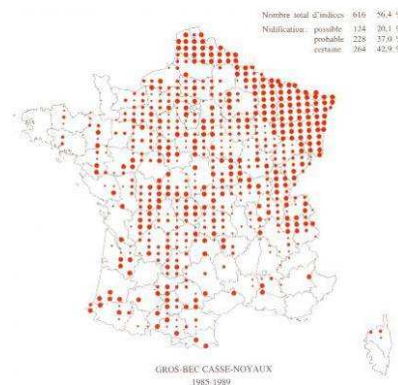 Nombre total d'indices 616 56,4 %
Nidification: possible 124 20,1 %
probable 228 37,0 %
certaine 264 42,9 %
GROS-BEC CASSE-NOYAUX
1985-1989